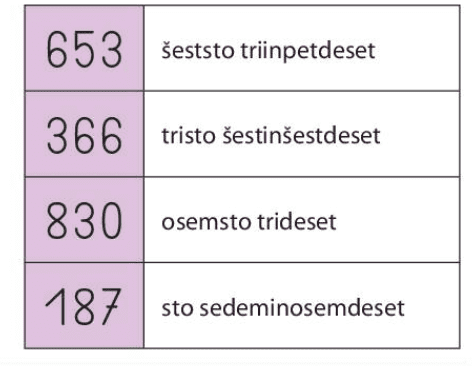 653 šeststo triinpetdeset
366 tristo šestinšestdeset
830 osemsto trideset
187 sto sedeminosemdeset